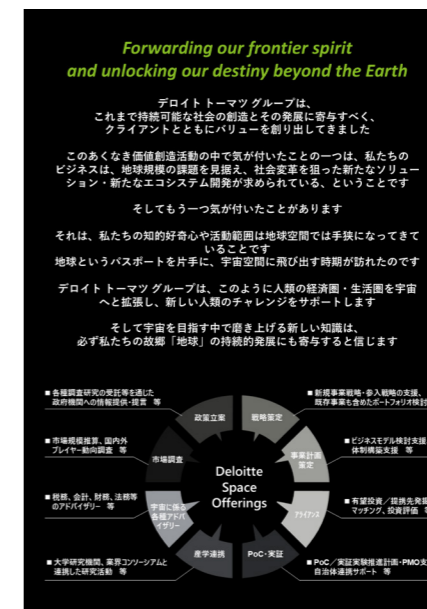 Forwarding our frontier spirit
and unlocking our destiny beyond the Earth
デロイト トーマツ グループは、
これまで持続可能な社会の創造とその発展に寄与すべく、
クライアントとともにバリューを創り出してきました
このあくなき価値創造活動の中で気が付いたことの一つは、私たちの
ビジネスは、地球規模の課題を見据え、社会変革を狙った新たなソリュー
ション・新たなエコシステム開発が求められている、ということです
そしてもう一つ気が付いたことがあります
それは、私たちの知的好奇心や活動範囲は地球空間では手狭になってきて
いることです
地球というパスポートを片手に、宇宙空間に飛び出す時期が訪れたのです
デロイト トーマツ グループは、このように人類の経済圏・生活圏を宇宙
へと拡張し、新しい人類のチャレンジをサポートします
そして宇宙を目指す中で磨き上げる新しい知識は、
必ず私たちの故郷「地球」の持続的発展にも寄与すると信じます
■ 各種調査研究の受託等を通じた
政府機関への情報提供・提言 等
■ 新規事業戦略・参入戦略の支援、
既存事業も含めたポートフォリオ検討
政策立案
戦略策定
■ 市場規模推算、国内外
プレイヤー動向調査 等
■ ビジネスモデル検討支援
体制構築支援 等
市場調査
事業計画
策定
Deloitte
Space
Offerings
■ 税務、会計、財務、法務等
のアドバイザリー 等
■ 有望投資/提携先発掘
マッチング、投資評価
宇宙に係る
各種アドバ
イザリー
アライアンス
産学連携
PoC・実証
■ 大学研究機関、業界コンソーシアムと
連携した研究活動 等
■ PoC/実証実験推進計画・PMO支
自治体連携サポート 等